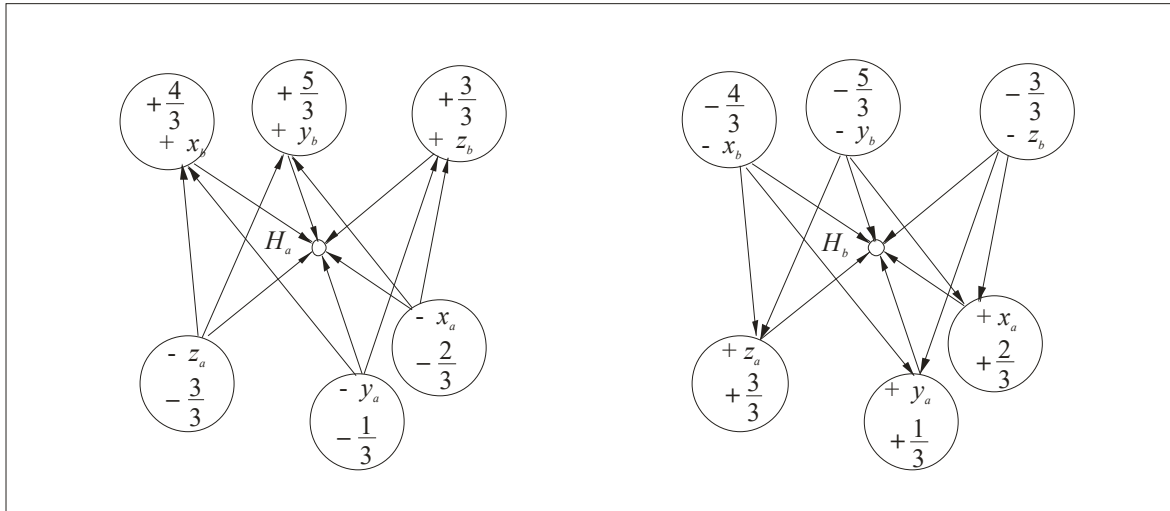 + 4/3
+ x_b
+ 5/3
+ y_b
+ 3/3
+ z_b
H_a
- z_a
- 3/3
- y_a
- 1/3
- x_a
- 2/3
- 4/3
- x_b
- 5/3
- y_b
- 3/3
- z_b
H_b
+ z_a
+ 3/3
+ y_a
+ 1/3
+ x_a
+ 2/3